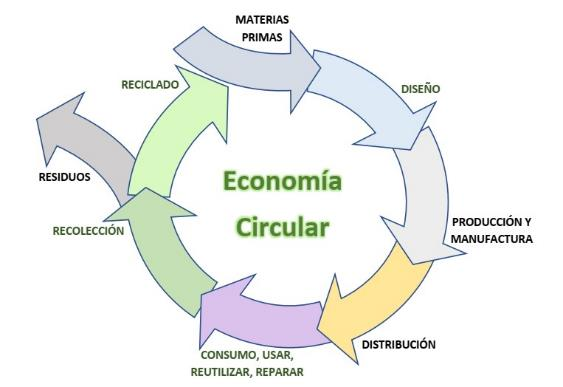 MATERIAS
PRIMAS
DISEÑO
PRODUCCIÓN Y
MANUFACTURA
DISTRIBUCIÓN
CONSUMO, USAR,
REUTILIZAR, REPARAR
RECOLECCIÓN
RESIDUOS
RECICLADO
Economía
Circular